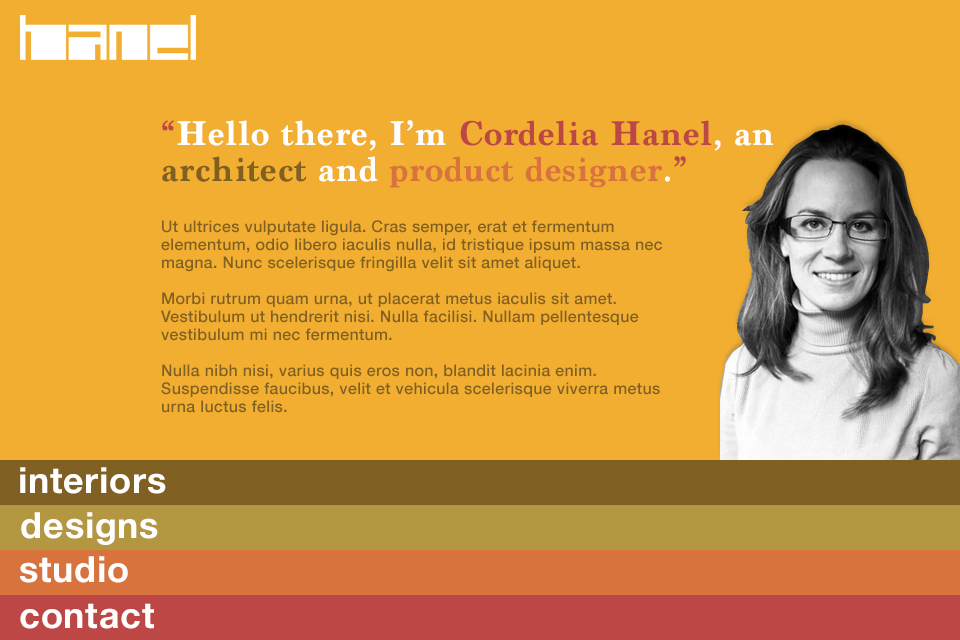 hanel
“Hello there, I’m Cordelia Hanel, an
architect and product designer.”
Ut ultrices vulputate ligula. Cras semper, erat et fermentum
elementum, odio libero iaculis nulla, id tristique ipsum massa nec
magna. Nunc scelerisque fringilla velit sit amet aliquet.
Morbi rutrum quam urna, ut placerat metus iaculis sit amet.
Vestibulum ut hendrerit nisi. Nulla facilisi. Nullam pellentesque
vestibulum mi nec fermentum.
Nulla nibh nisi, varius quis eros non, blandit lacinia enim.
Suspendisse faucibus, velit et vehicula scelerisque viverra metus
urna luctus felis.
interiors
designs
studio
contact